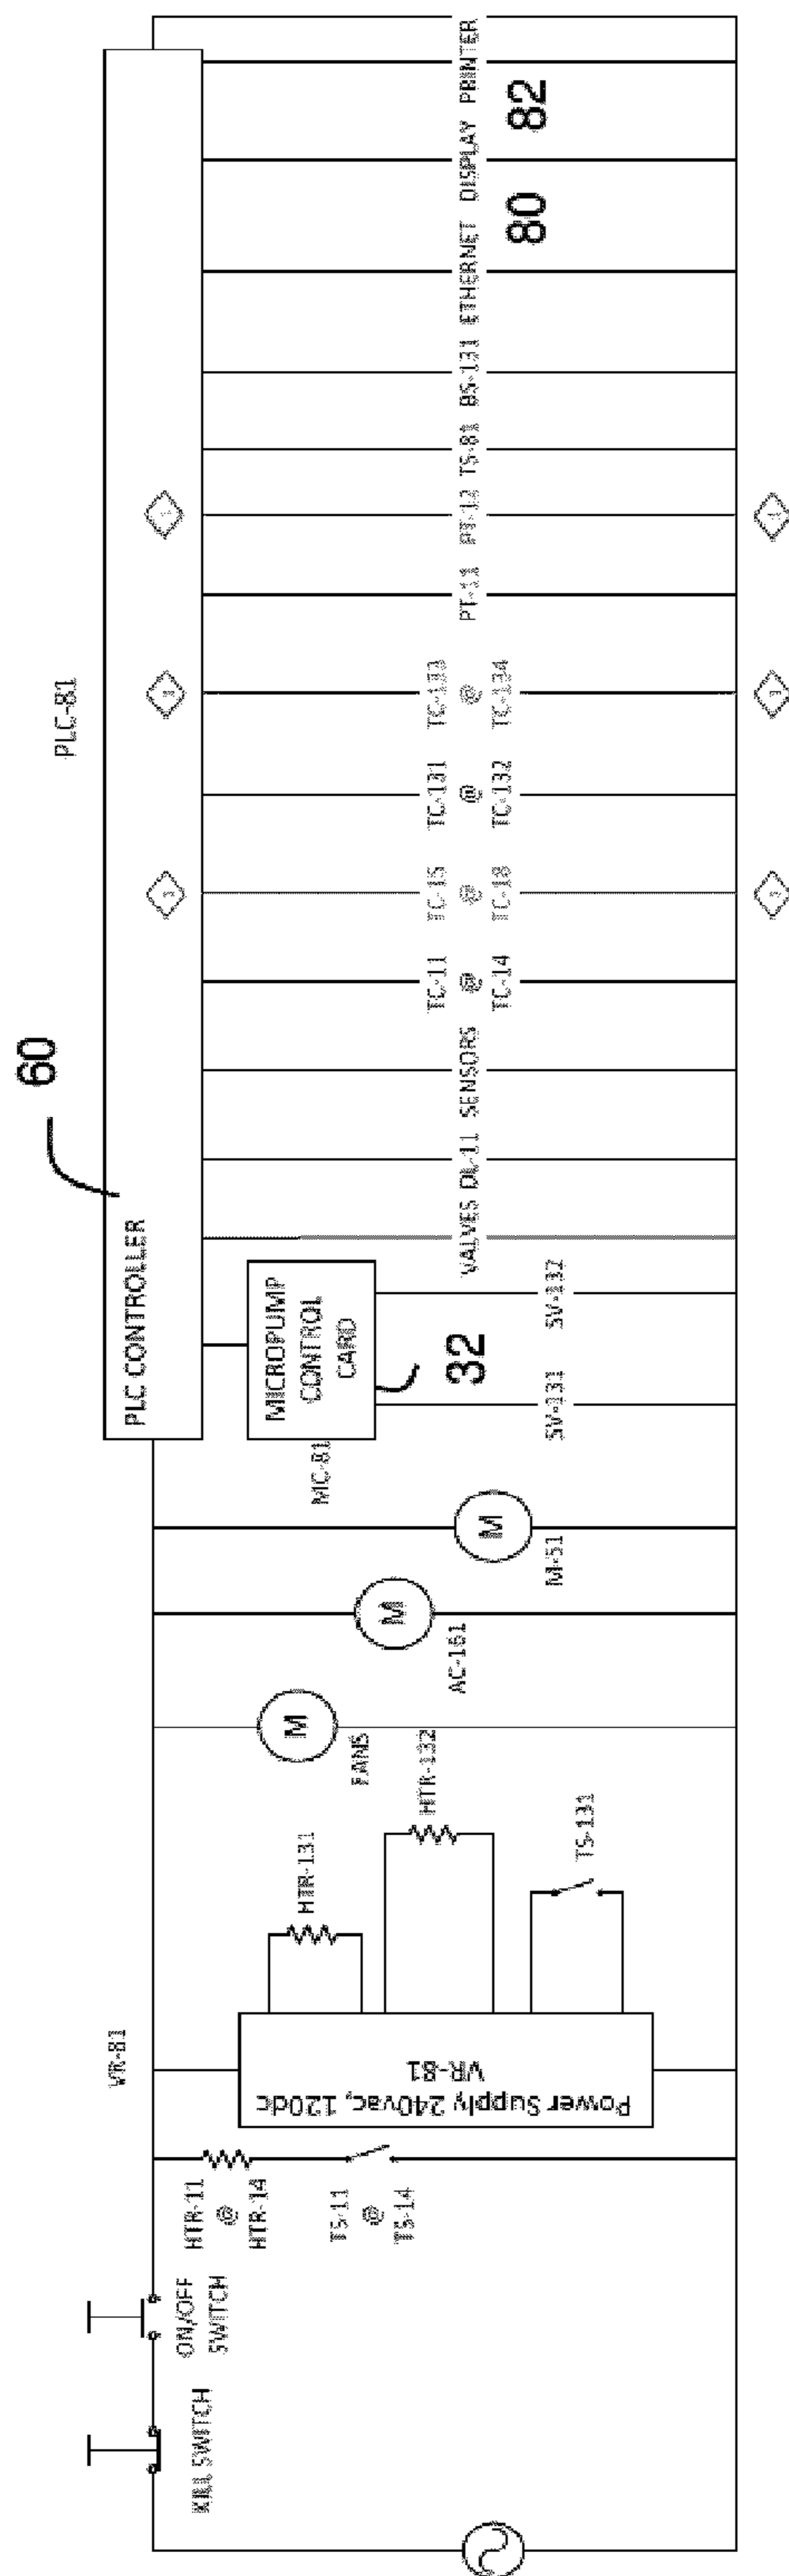 KILL SWITCH
ON/OFF
SWITCH
HTR-11
@
HTR-14
TS-11
@
TS-14
VR-81
Power Supply 240vac, 120dc
VR-81
HTR-131
HTR-132
TS-131
FANS
M
AC-161
M
M-51
M
PLC CONTROLLER
60
PLC-81
MC-81
MICROPUMP
CONTROL
CARD
32
SV-131
SV-132
VALVES
DL-11
SENSORS
TC-11
@
TC-14
TC-15
@
TC-18
TC-131
@
TC-132
TC-133
@
TC-134
PT-11
PT-12
TS-81
BS-131
ETHERNET
DISPLAY
PRINTER
80
82